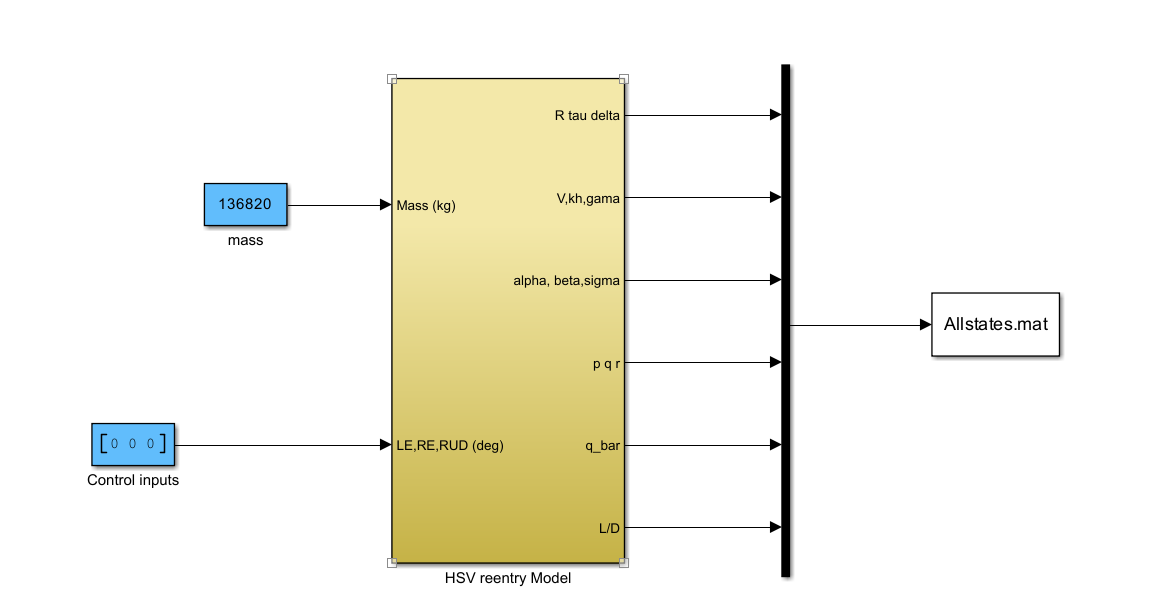 R tau delta
136820
mass
Mass (kg)
V,kh,gama
alpha, beta,sigma
Allstates.mat
p q r
[0 0 0]
Control inputs
LE,RE,RUD (deg)
q_bar
L/D
HSV reentry Model